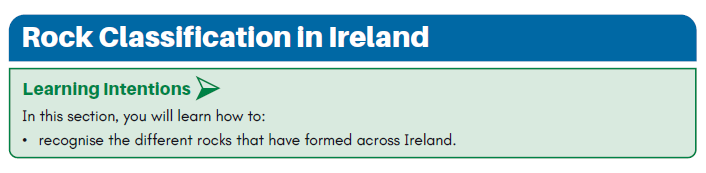 Rock Classification in Ireland
Learning Intentions
In this section, you will learn how to:
• recognise the different rocks that have formed across Ireland.